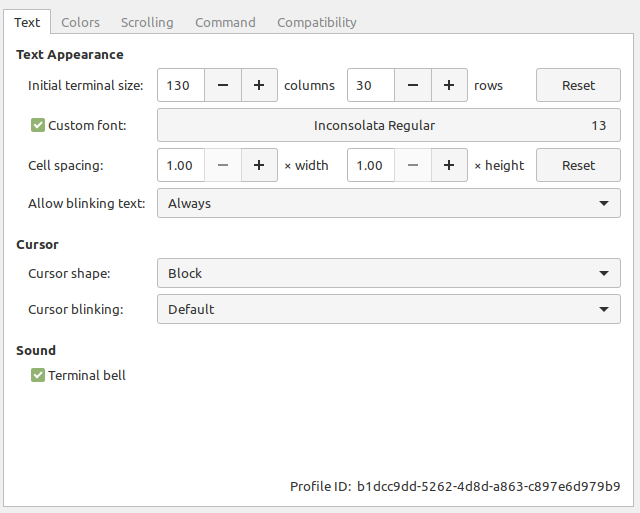 Text Colors Scrolling Command Compatibility
Text Appearance
Initial terminal size: 130 − + columns 30 − + rows Reset
Custom font: Inconsolata Regular 13
Cell spacing: 1.00 − + × width 1.00 − + × height Reset
Allow blinking text: Always
Cursor
Cursor shape: Block
Cursor blinking: Default
Sound
Terminal bell
Profile ID: b1dcc9dd-5262-4d8d-a863-c897e6d979b9